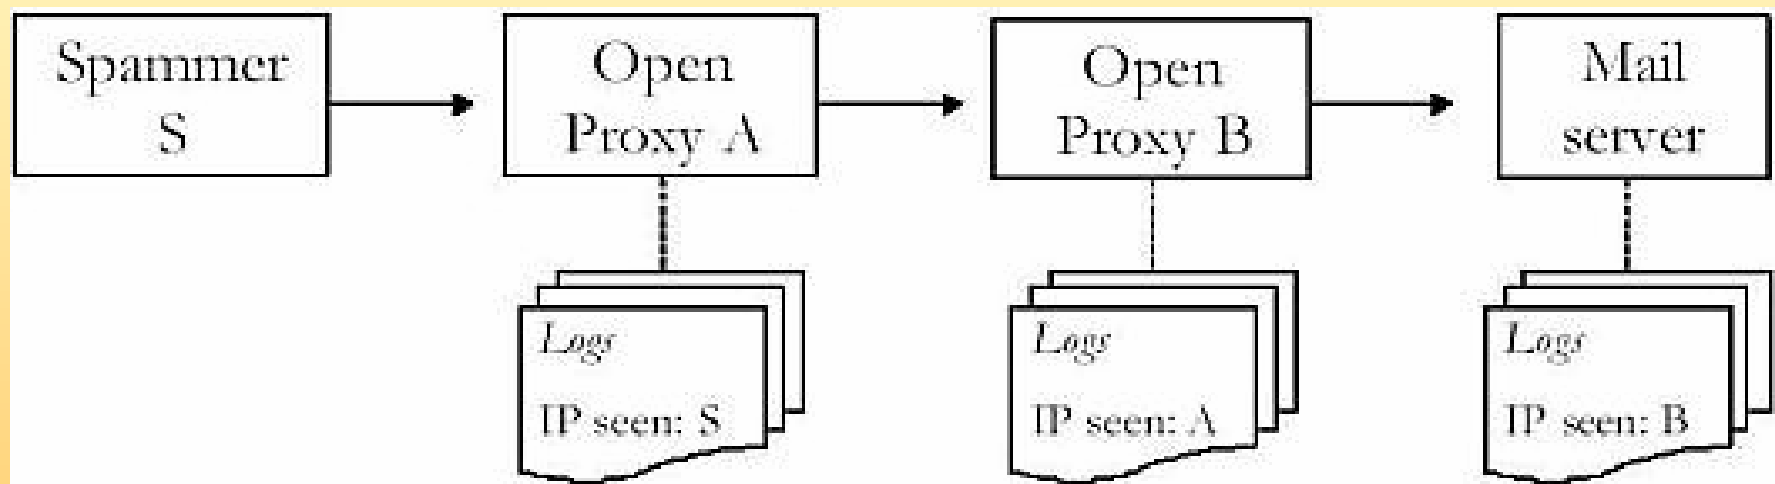 Spammer
S
Open
Proxy A
Open
Proxy B
Mail
server
Logs
IP seen: S
Logs
IP seen: A
Logs
IP seen: B